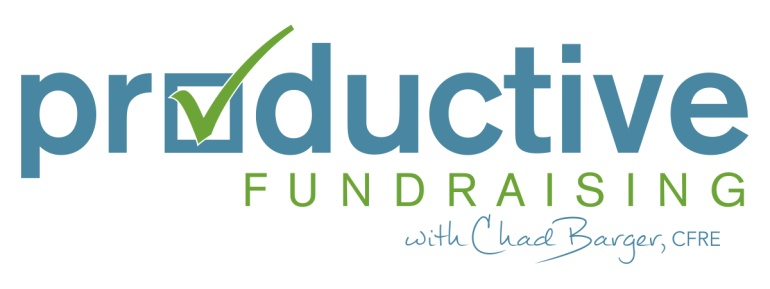 productive
FUNDRAISING
with Chad Barger, CFRE